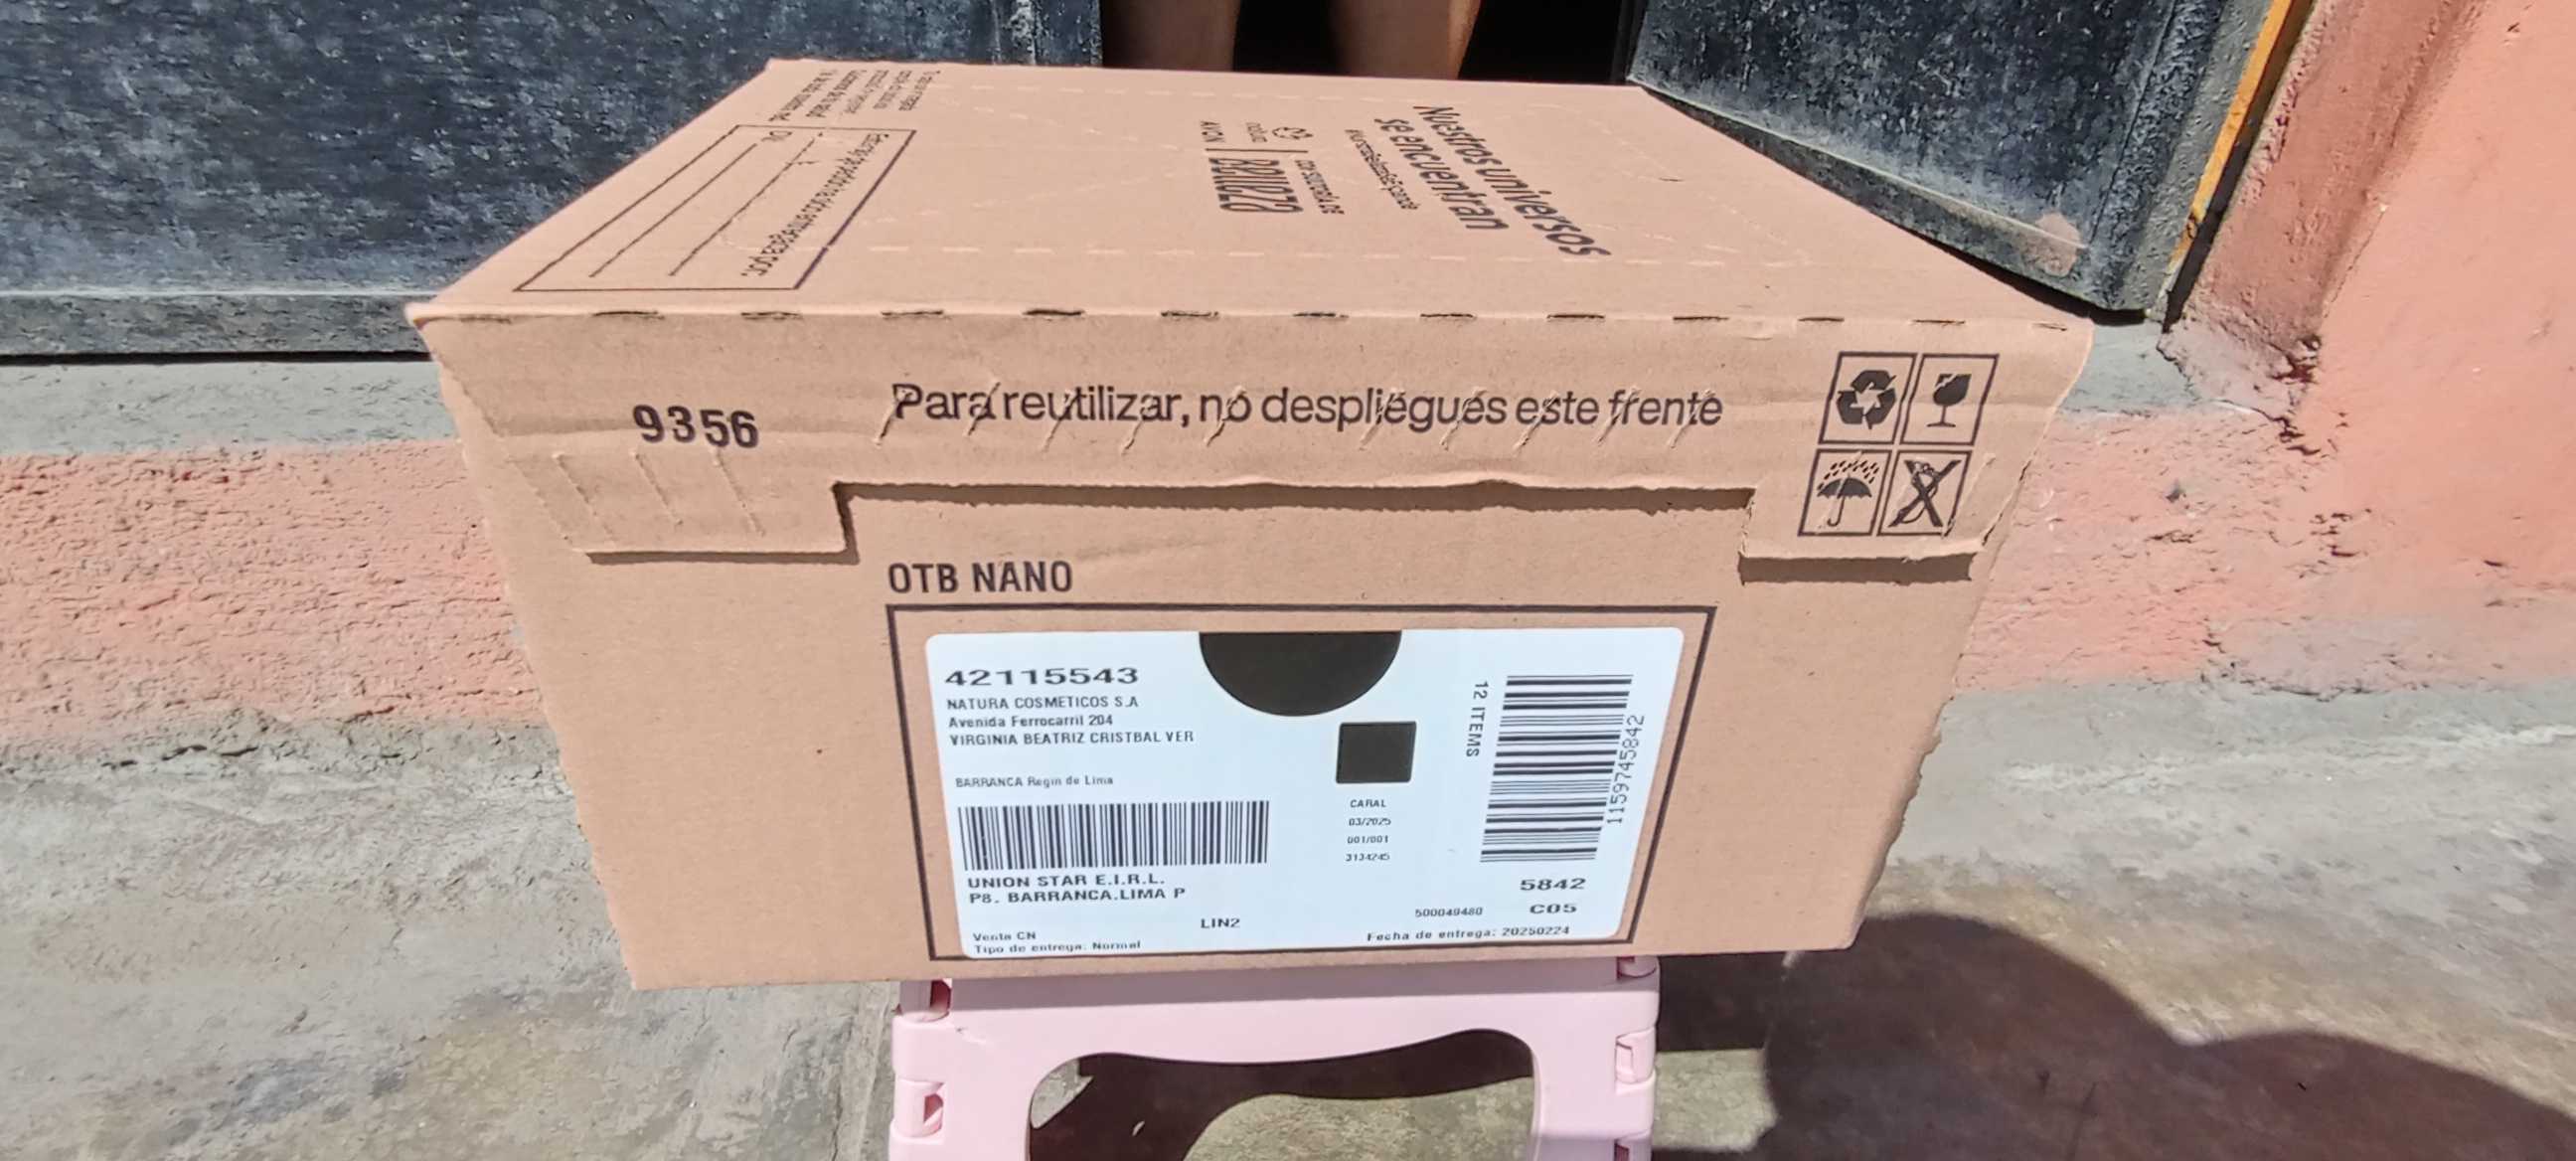 Nuestros universos
se encuentran
natura
AVON
9356
Para reutilizar, no despliegues este frente
OTB NANO
42115543
NATURA COSMETICOS S.A
Avenida Ferrocarril 204
VIRGINIA BEATRIZ CRISTBAL VER
BARRANCA Regin de Lima
12 ITEMS
1159745842
CARAL
03/2025
001/001
3134245
UNION STAR E.I.R.L.
P8. BARRANCA.LIMA P
5842
LIN2
500049480
C05
Venta CN
Tipo de entrega: Normal
Fecha de entrega: 20250224